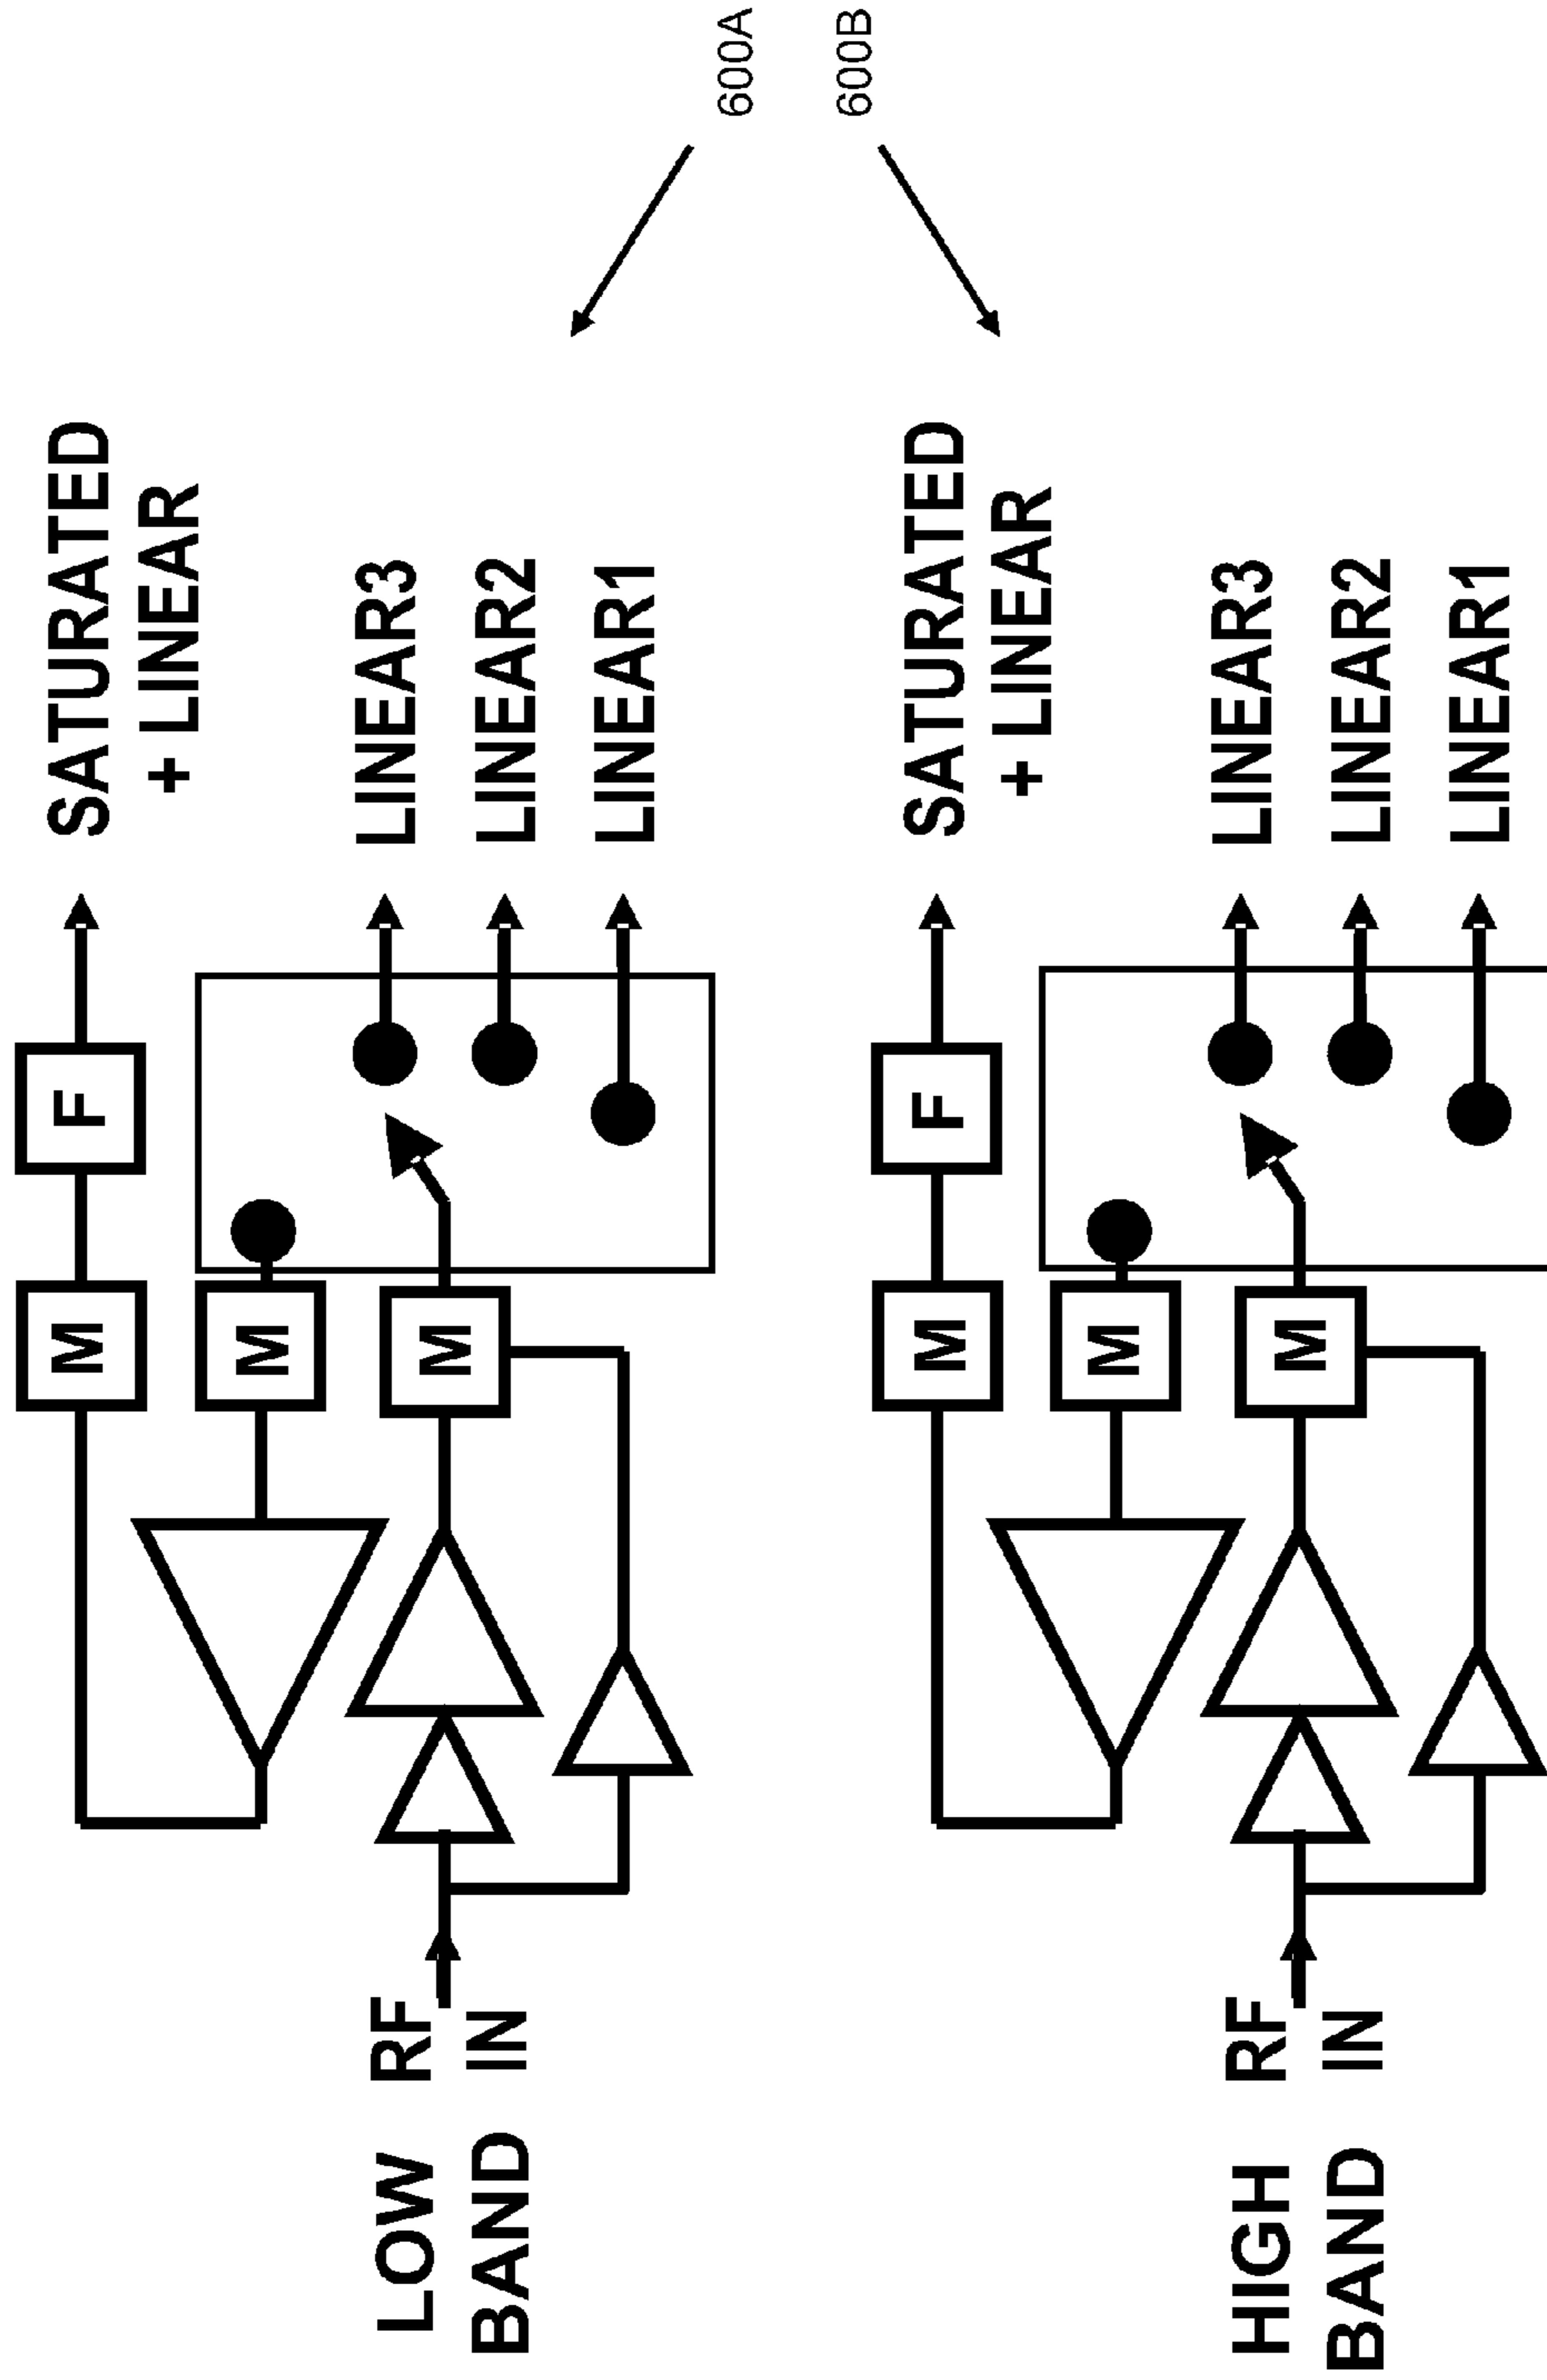 SATURATED
+ LINEAR
F
M
M
LINEAR3
LINEAR2
LINEAR1
M
LOW
BAND
RF
IN
600A
600B
SATURATED
+ LINEAR
F
M
M
LINEAR3
LINEAR2
LINEAR1
M
HIGH
BAND
RF
IN